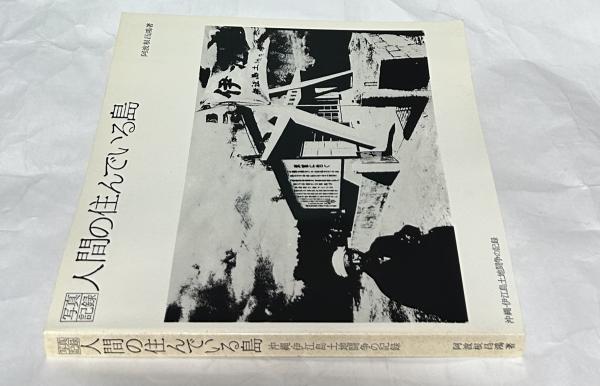 写真
記録
人間の住んでいる島
阿波根昌鴻著
沖縄・伊江島土地闘争の記録
写真
記録
人間の住んでいる島
沖縄・伊江島土地闘争の記録
阿波根昌鴻著
伊